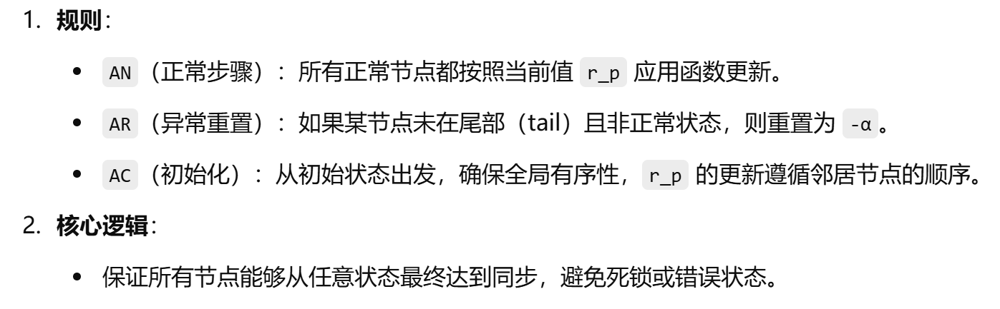 1. 规则：
• AN（正常步骤）：所有正常节点都按照当前值 r_p 应用函数更新。
• AR（异常重置）：如果某节点未在尾部（tail）且非正常状态，则重置为 -α。
• AC（初始化）：从初始状态出发，确保全局有序性，r_p 的更新遵循邻居节点的顺序。
2. 核心逻辑：
• 保证所有节点能够从任意状态最终达到同步，避免死锁或错误状态。